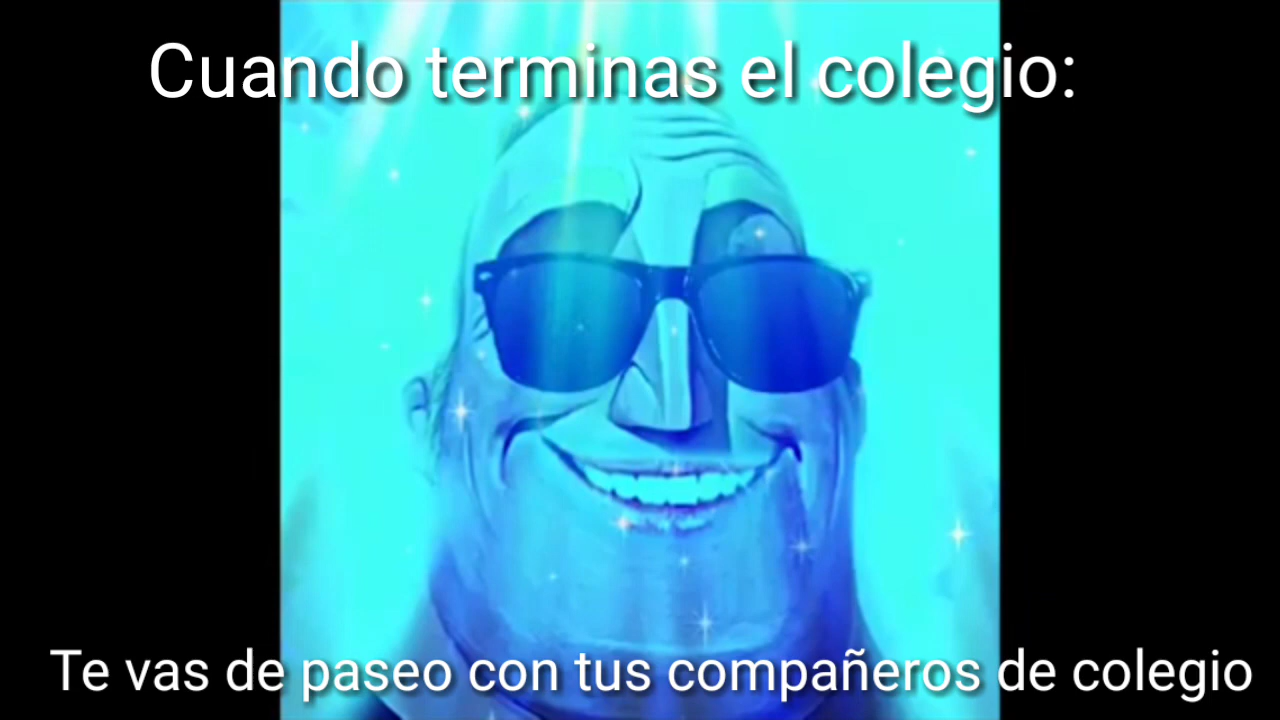 Cuando terminas el colegio:
Te vas de paseo con tus compañeros de colegio